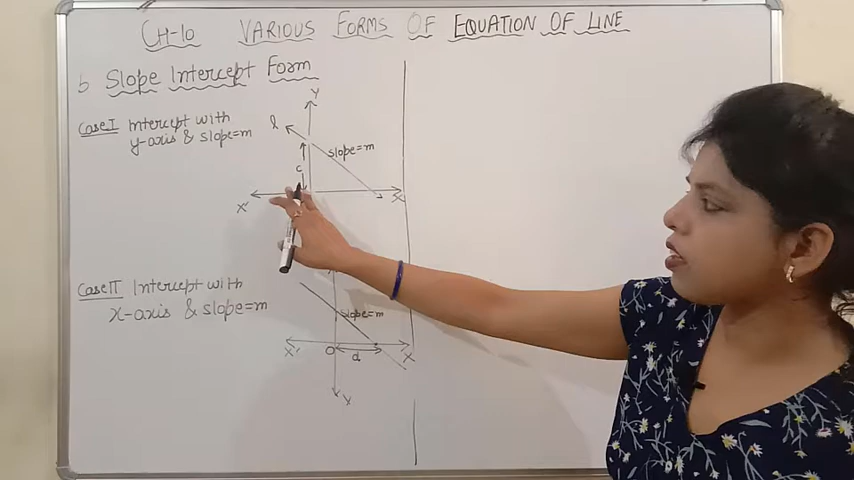 CH-10 VARIOUS FORMS OF EQUATION OF LINE
Slope Intercept Form
Case I Intercept with
y-axis & slope=m
Y
l
slope=m
c
X'
X
Case II Intercept with
x-axis & slope=m
slope=m
X'
O
d
X
Y